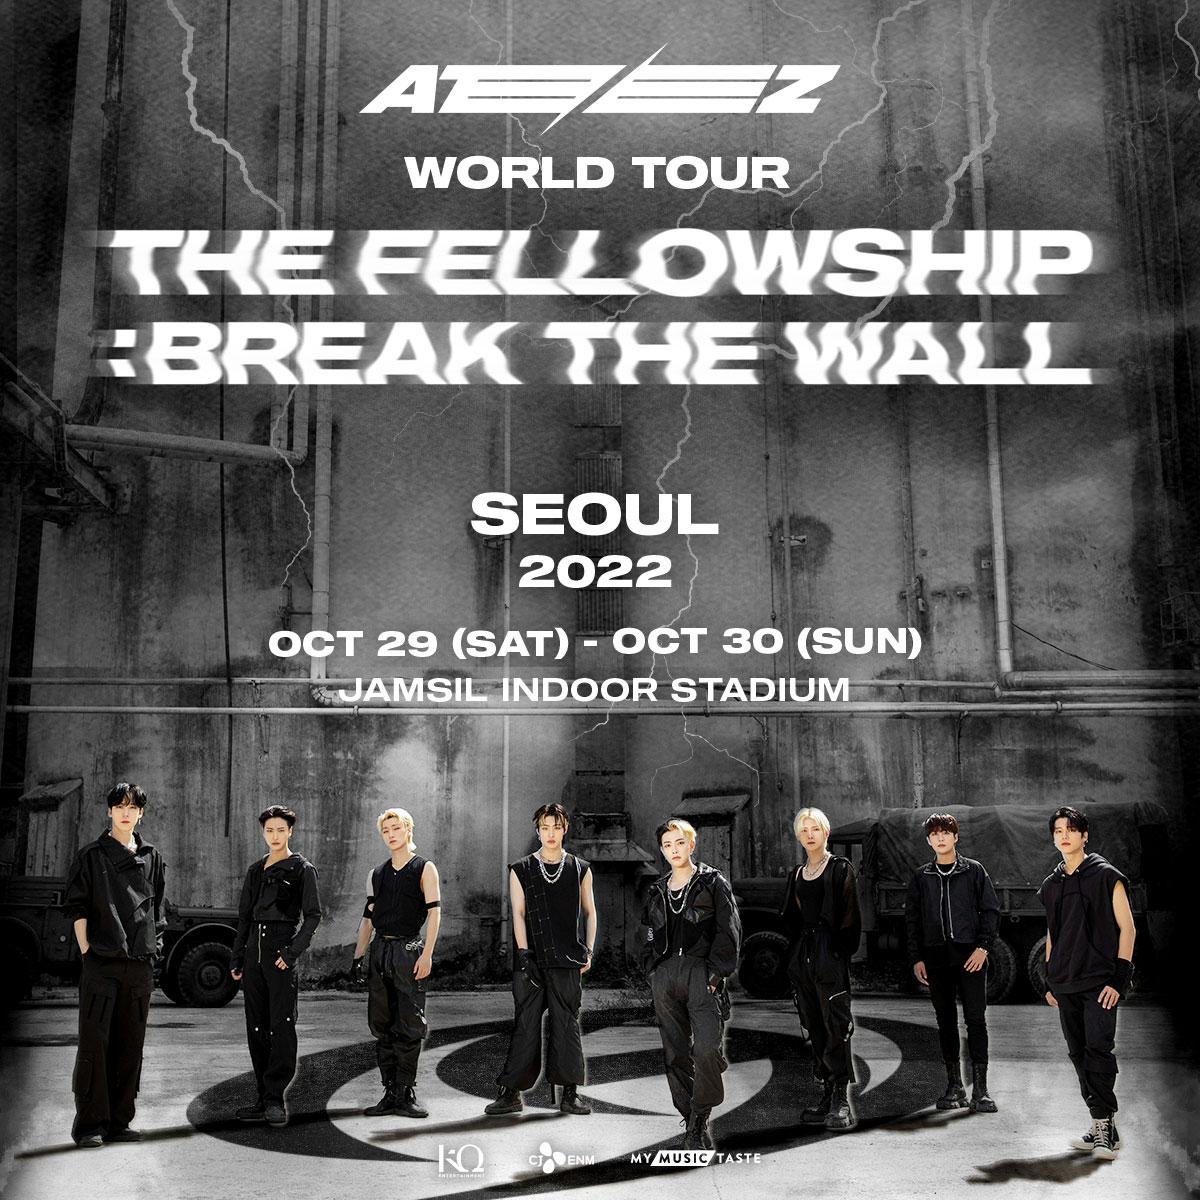 ATEEZ
WORLD TOUR
THE FELLOWSHIP
: BREAK THE WALL
SEOUL
2022
OCT 29 (SAT) - OCT 30 (SUN)
JAMSIL INDOOR STADIUM
KQ ENTERTAINMENT CJ ENM MY MUSIC TASTE